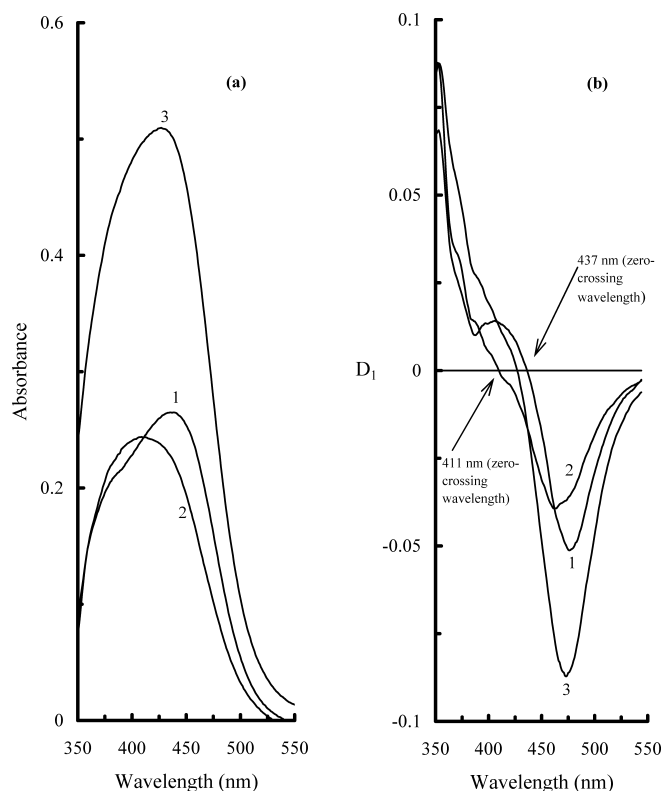 0.6
0.4
0.2
0
Absorbance
(a)
3
1
2
350
400
450
500
550
Wavelength (nm)
0.1
0.05
0
-0.05
-0.1
D1
(b)
437 nm (zero-
crossing
wavelength)
411 nm (zero-
crossing
wavelength)
2
1
3
350
400
450
500
550
Wavelength (nm)